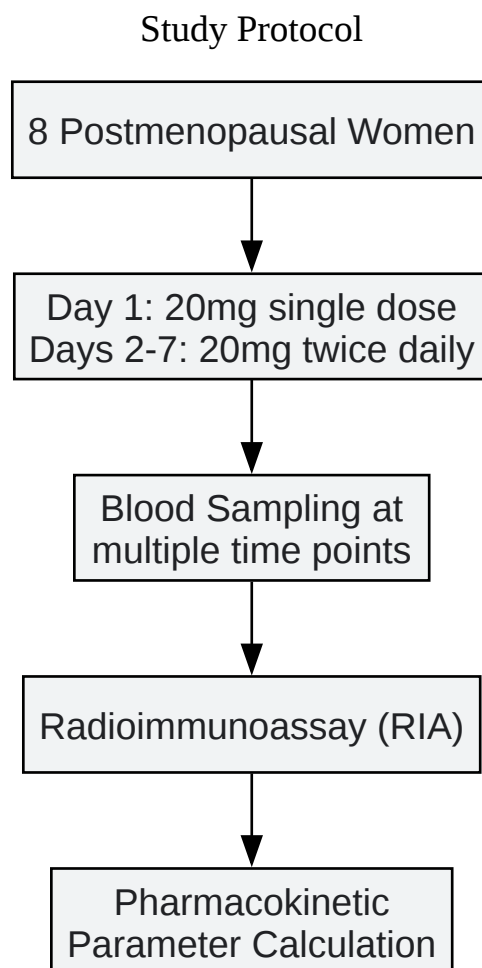 Study Protocol
8 Postmenopausal Women
Day 1: 20mg single dose
Days 2-7: 20mg twice daily
Blood Sampling at
multiple time points
Radioimmunoassay (RIA)
Pharmacokinetic
Parameter Calculation